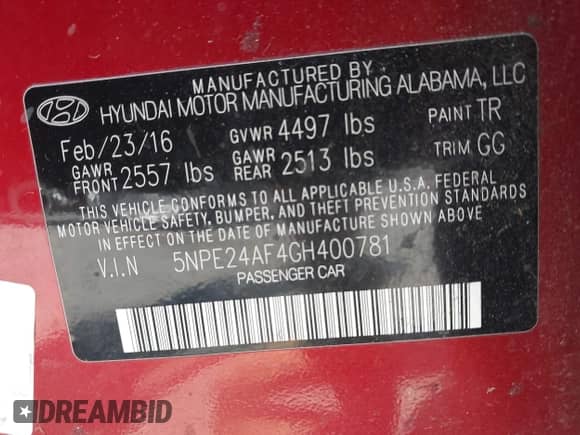 MANUFACTURED BY
HYUNDAI MOTOR MANUFACTURING ALABAMA, LLC
Feb/23/16 GVWR 4497 lbs PAINT TR
GAWR FRONT 2557 lbs GAWR REAR 2513 lbs TRIM GG
THIS VEHICLE CONFORMS TO ALL APPLICABLE U.S.A. FEDERAL
MOTOR VEHICLE SAFETY, BUMPER, AND THEFT PREVENTION STANDARDS
IN EFFECT ON THE DATE OF MANUFACTURE SHOWN ABOVE.
V.I.N 5NPE24AF4GH400781
PASSENGER CAR
DREAMBID